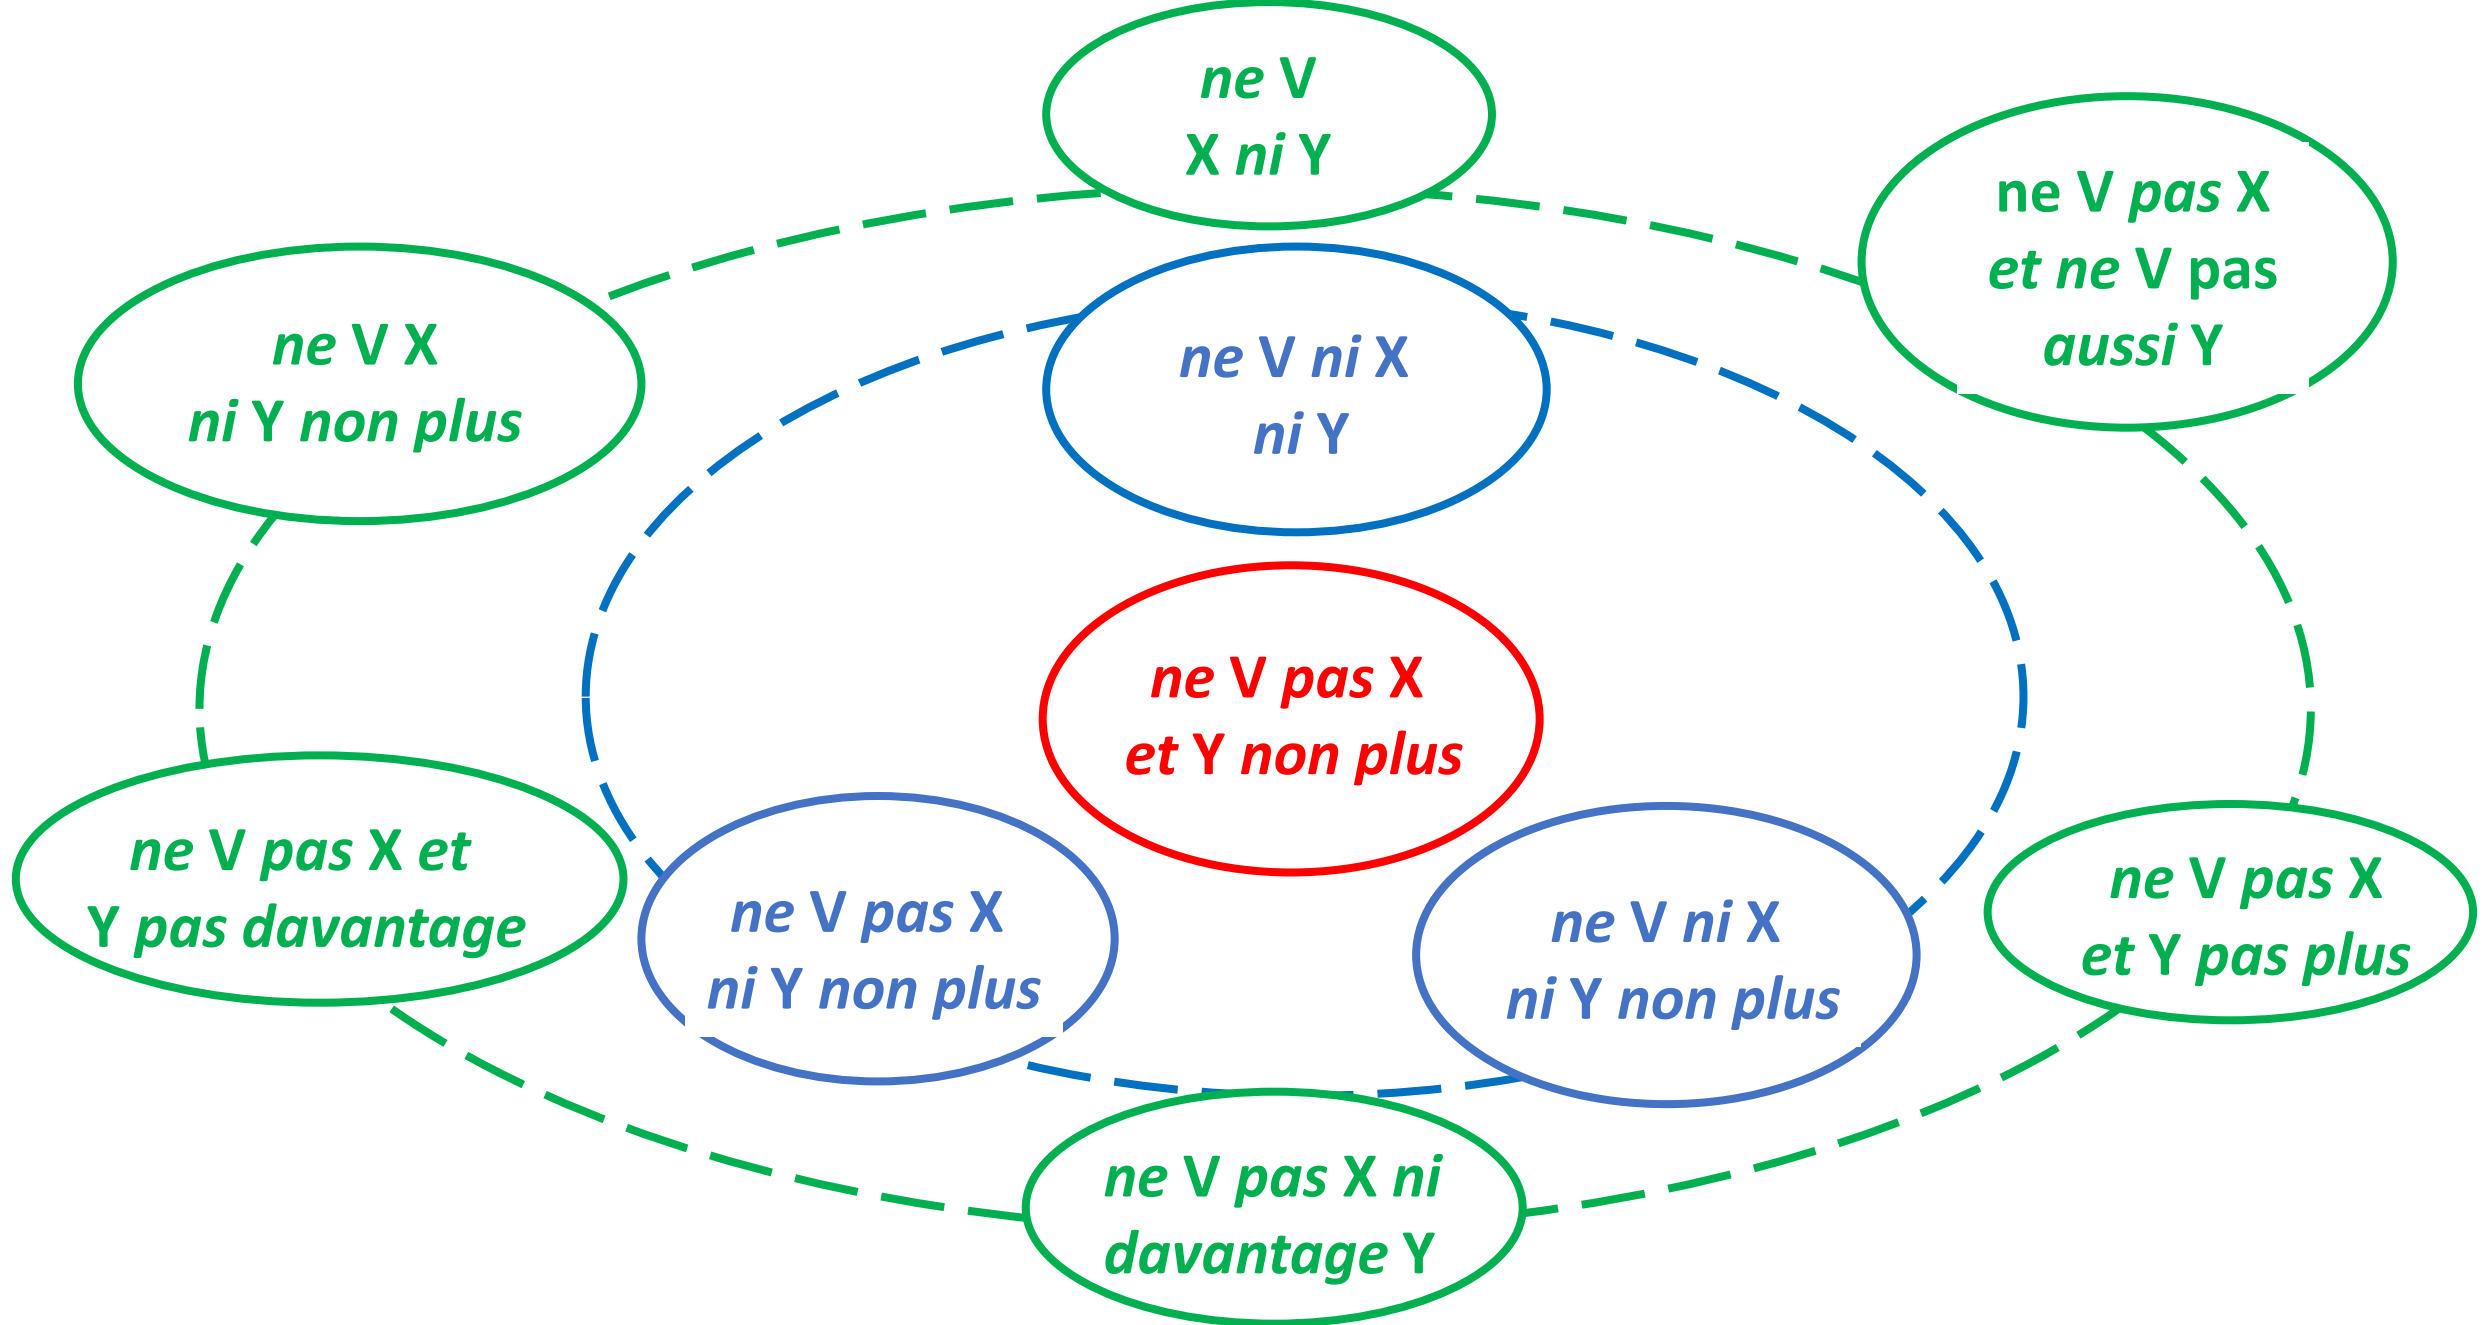 ne V
X ni Y
ne V pas X
et ne V pas
aussi Y
ne V X
ni Y non plus
ne V ni X
ni Y
ne V pas X
et Y non plus
ne V pas X et
Y pas davantage
ne V pas X
ni Y non plus
ne V ni X
ni Y non plus
ne V pas X
et Y pas plus
ne V pas X ni
davantage Y